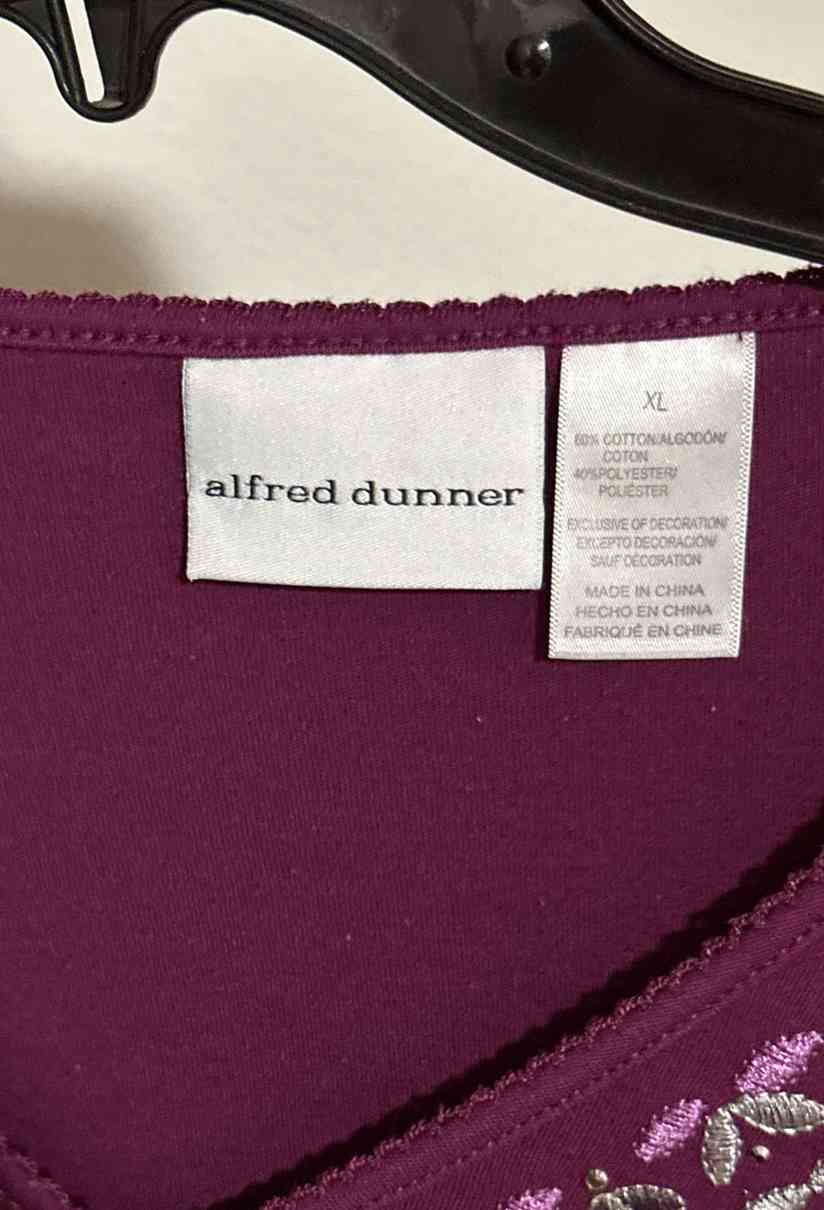 alfred dunner
XL
60% COTTON/ALGODÓN/
COTON
40%POLYESTER/
POLIÉSTER
EXCLUSIVE OF DECORATION/
EXCEPTO DECORACIÓN/
SAUF DÉCORATION
MADE IN CHINA
HECHO EN CHINA
FABRIQUÉ EN CHINE